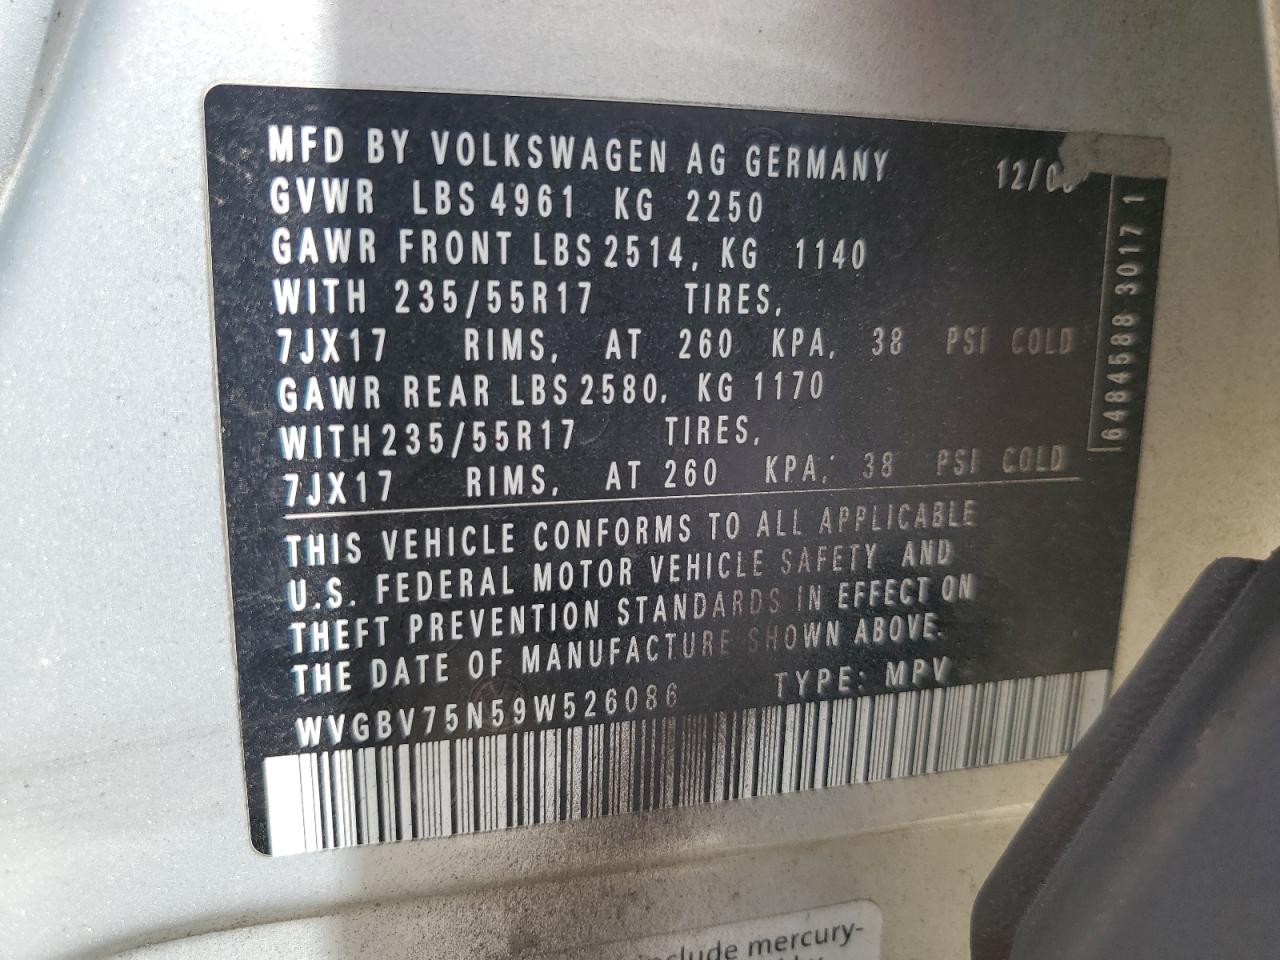 MFD BY VOLKSWAGEN AG GERMANY
GVWR LBS 4961 KG 2250
GAWR FRONT LBS 2514, KG 1140
WITH 235/55R17 TIRES,
7JX17 RIMS, AT 260 KPA, 38 PSI COLD
GAWR REAR LBS 2580, KG 1170
WITH 235/55R17 TIRES,
7JX17 RIMS, AT 260 KPA, 38 PSI COLD
THIS VEHICLE CONFORMS TO ALL APPLICABLE
U.S. FEDERAL MOTOR VEHICLE SAFETY AND
THEFT PREVENTION STANDARDS IN EFFECT ON
THE DATE OF MANUFACTURE SHOWN ABOVE.
WVGBV75N59W526086 TYPE: MPV
6484588 3017 1
mercury-